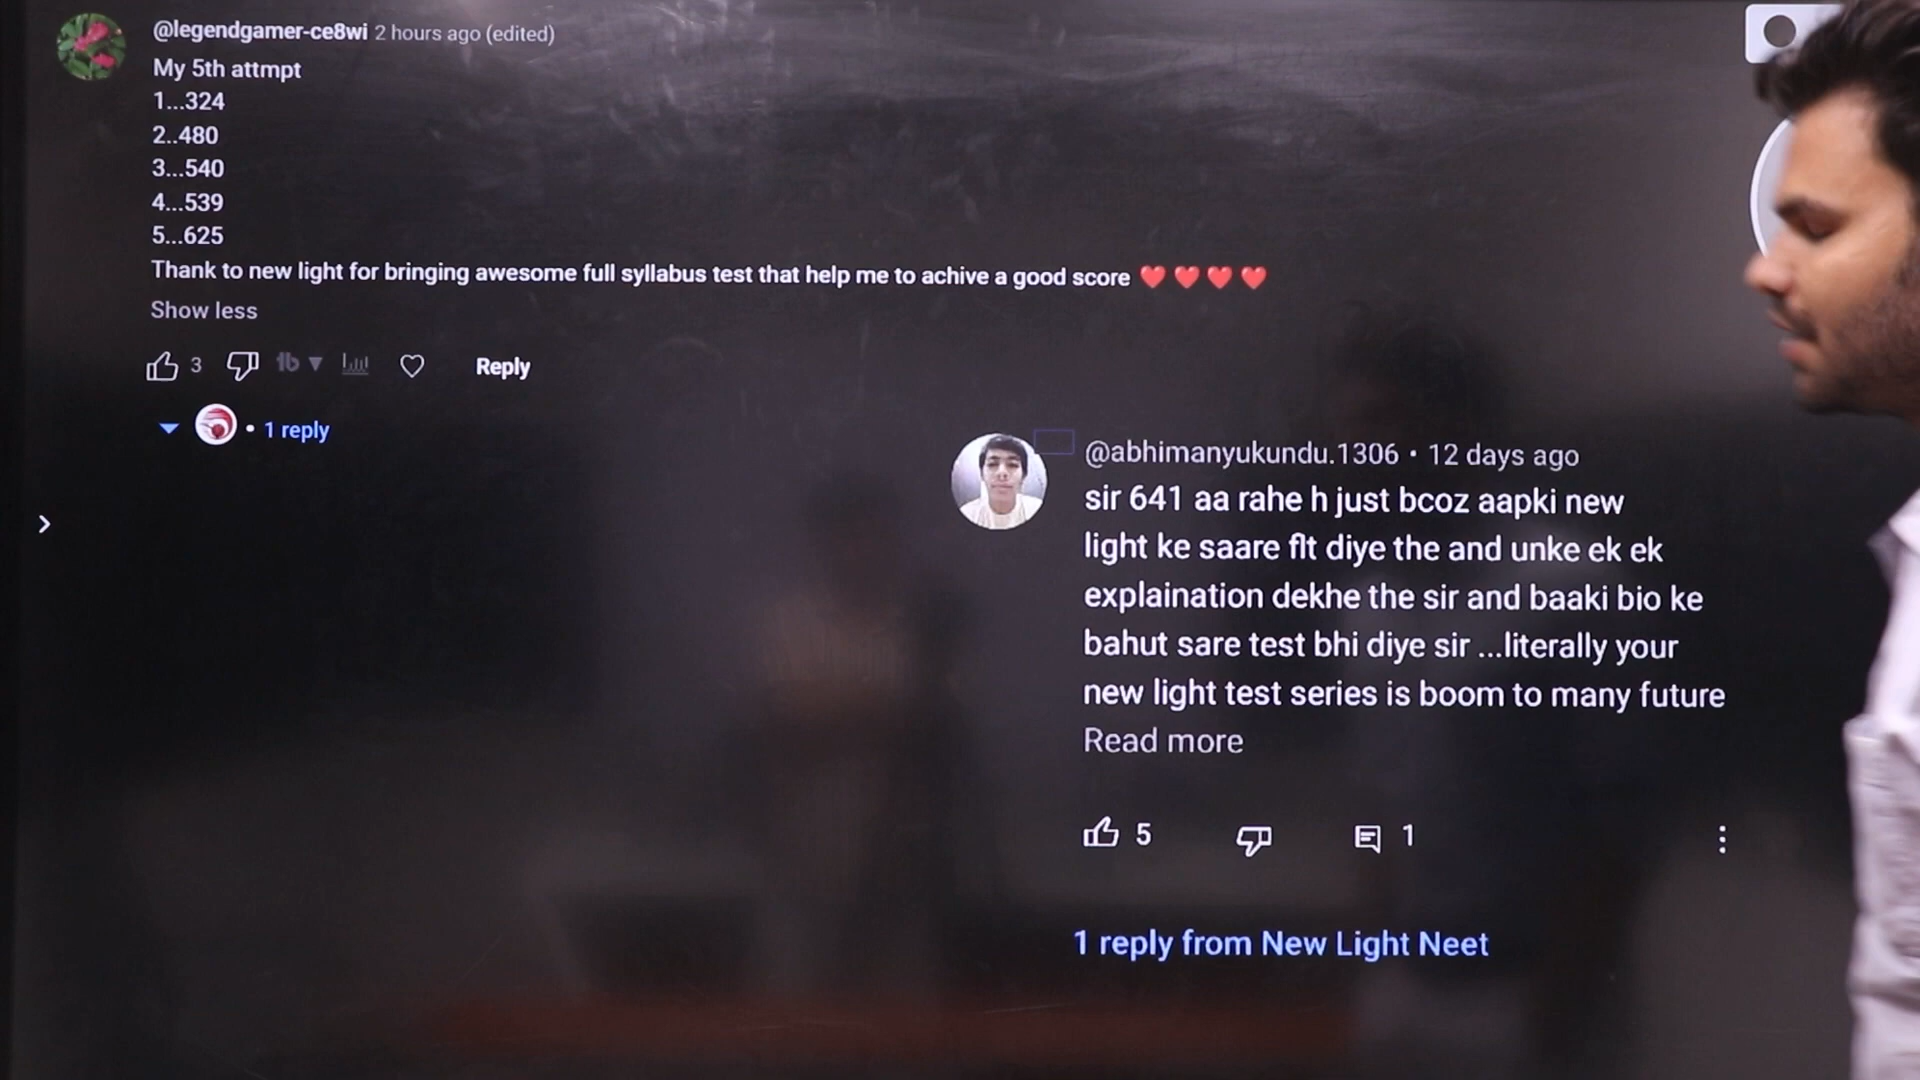 @legendgamer-ce8wi 2 hours ago (edited)
My 5th attmpt
1...324
2..480
3...540
4...539
5...625
Thank to new light for bringing awesome full syllabus test that help me to achive a good score ❤️ ❤️ ❤️ ❤️
Show less
3 Reply
• 1 reply
@abhimanyukundu.1306 • 12 days ago
sir 641 aa rahe h just bcoz aapki new
light ke saare flt diye the and unke ek ek
explaination dekhe the sir and baaki bio ke
bahut sare test bhi diye sir ...literally your
new light test series is boom to many future
Read more
5 1
1 reply from New Light Neet